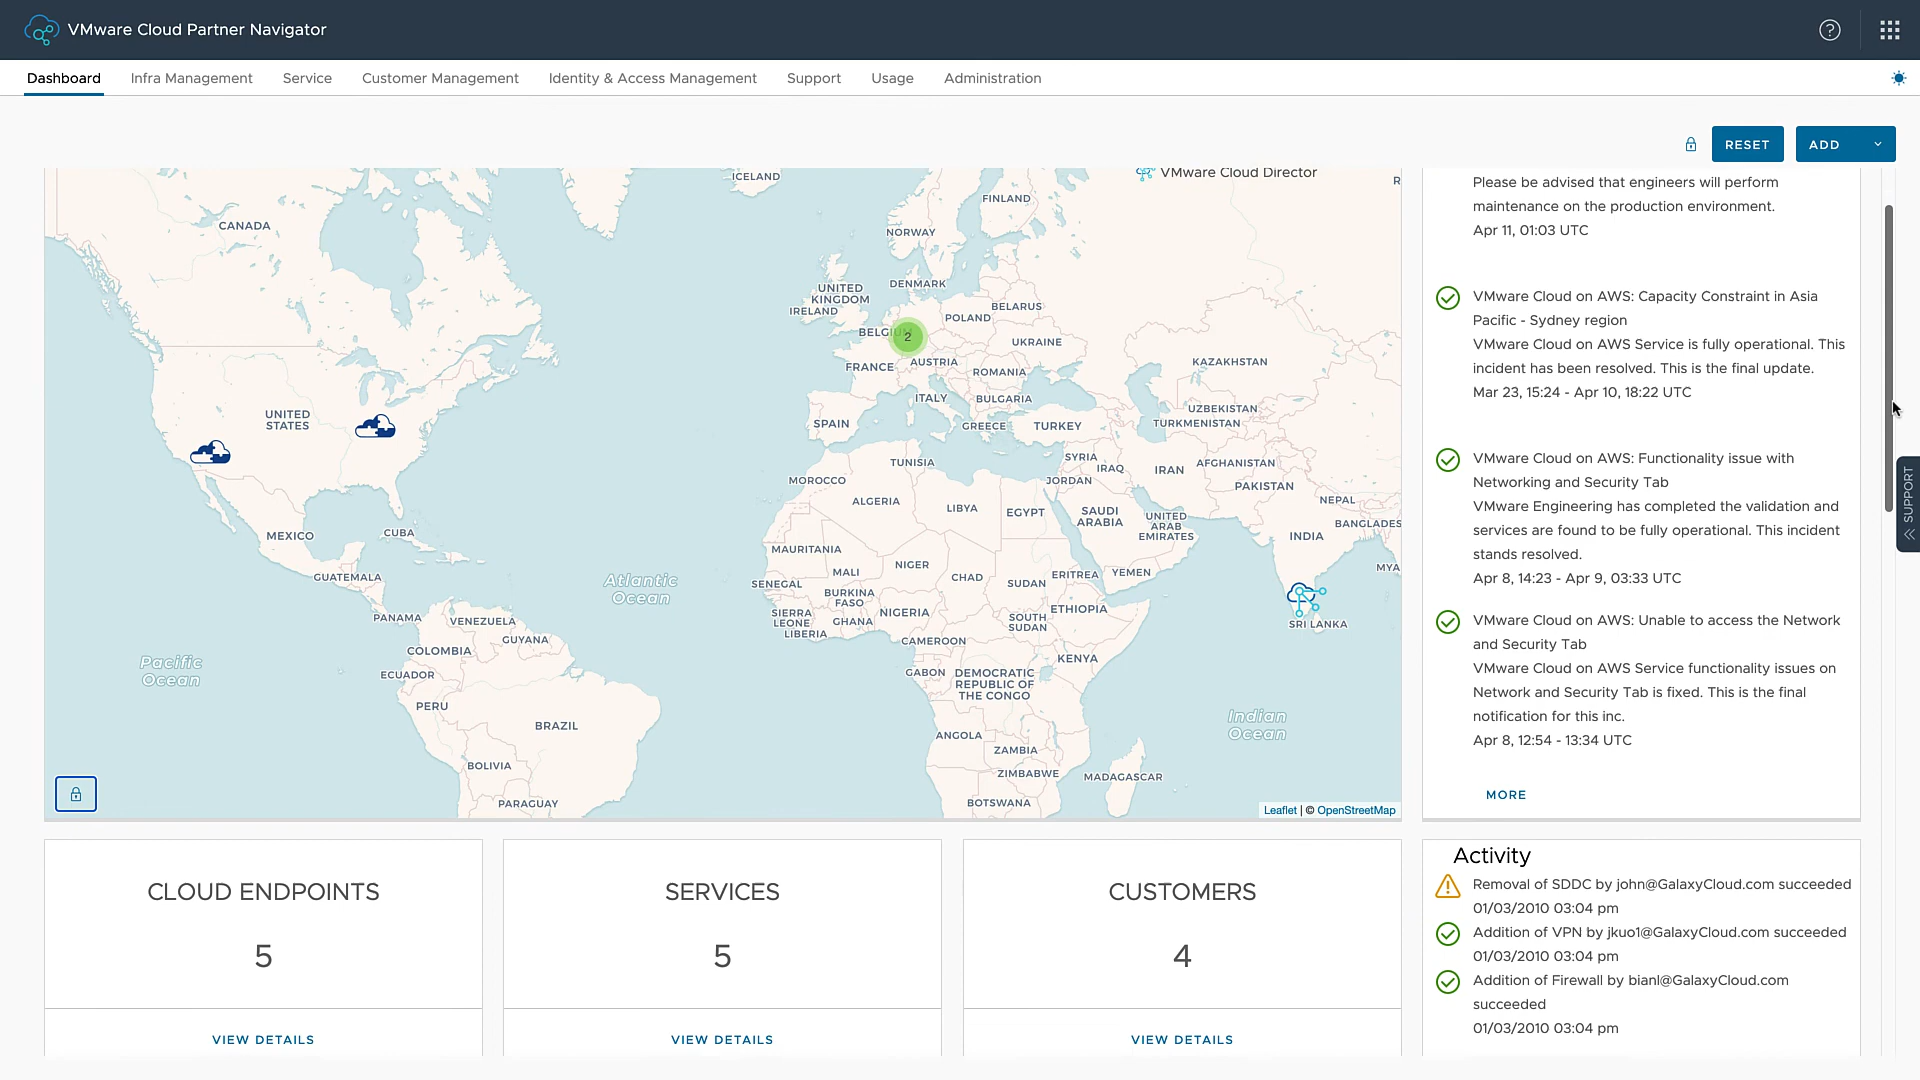 VMware Cloud Partner Navigator
Dashboard
Infra Management
Service
Customer Management
Identity & Access Management
Support
Usage
Administration
RESET
ADD
VMware Cloud Director
ICELAND
R
FINLAND
NORWAY
CANADA
DENMARK
UNITED
KINGDOM
IRELAND
BELARUS
POLAND
2
UKRAINE
FRANCE
AUSTRIA
ROMANIA
KAZAKHSTAN
ITALY
BULGARIA
UNITED
STATES
SPAIN
GREECE
TURKEY
UZBEKISTAN
TURKMENISTAN
TUNISIA
SYRIA
IRAQ
IRAN
AFGHANISTAN
MOROCCO
JORDAN
PAKISTAN
ALGERIA
LIBYA
EGYPT
SAUDI
ARABIA
NEPAL
UNITED
ARAB
EMIRATES
BANGLADES
MEXICO
CUBA
INDIA
MAURITANIA
MALI
NIGER
CHAD
SUDAN
ERITREA
YEMEN
MYA
GUATEMALA
Atlantic
Ocean
SENEGAL
BURKINA
FASO
SIERRA
LEONE
LIBERIA
GHANA
NIGERIA
SOUTH
SUDAN
ETHIOPIA
SRI LANKA
PANAMA
VENEZUELA
GUYANA
COLOMBIA
CAMEROON
KENYA
Pacific
Ocean
ECUADOR
GABON
DEMOCRATIC
REPUBLIC OF
THE CONGO
PERU
BRAZIL
Indian
Ocean
ANGOLA
ZAMBIA
BOLIVIA
ZIMBABWE
MADAGASCAR
PARAGUAY
BOTSWANA
Leaflet | © OpenStreetMap
Please be advised that engineers will perform
maintenance on the production environment.
Apr 11, 01:03 UTC
VMware Cloud on AWS: Capacity Constraint in Asia
Pacific - Sydney region
VMware Cloud on AWS Service is fully operational. This
incident has been resolved. This is the final update.
Mar 23, 15:24 - Apr 10, 18:22 UTC
VMware Cloud on AWS: Functionality issue with
Networking and Security Tab
VMware Engineering has completed the validation and
services are found to be fully operational. This incident
stands resolved.
Apr 8, 14:23 - Apr 9, 03:33 UTC
VMware Cloud on AWS: Unable to access the Network
and Security Tab
VMware Cloud on AWS Service functionality issues on
Network and Security Tab is fixed. This is the final
notification for this inc.
Apr 8, 12:54 - 13:34 UTC
MORE
SUPPORT
CLOUD ENDPOINTS
5
VIEW DETAILS
SERVICES
5
VIEW DETAILS
CUSTOMERS
4
VIEW DETAILS
Activity
Removal of SDDC by john@GalaxyCloud.com succeeded
01/03/2010 03:04 pm
Addition of VPN by jkuo1@GalaxyCloud.com succeeded
01/03/2010 03:04 pm
Addition of Firewall by bianl@GalaxyCloud.com
succeeded
01/03/2010 03:04 pm